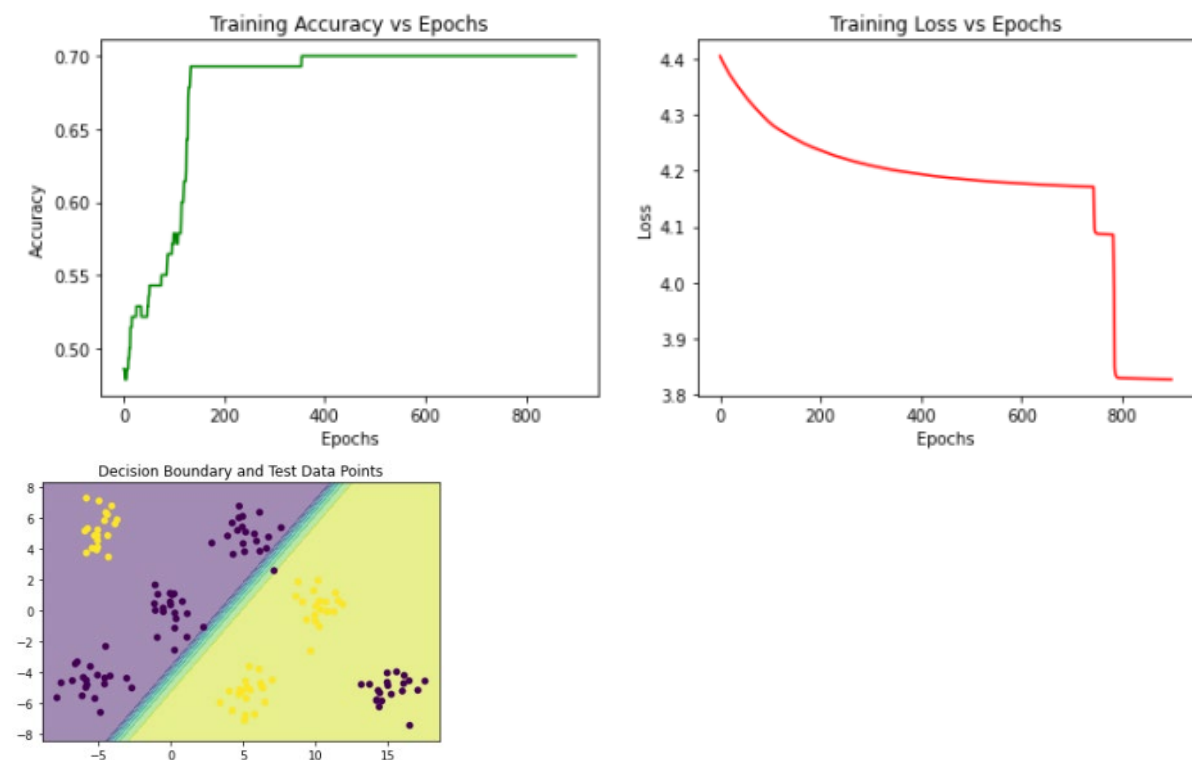 Training Accuracy vs Epochs
0.70
0.65
0.60
0.55
0.50
Accuracy
0 200 400 600 800
Epochs
Training Loss vs Epochs
4.4
4.3
4.2
4.1
4.0
3.9
3.8
Loss
0 200 400 600 800
Epochs
Decision Boundary and Test Data Points
8
6
4
2
0
−2
−4
−6
−8
−5 0 5 10 15